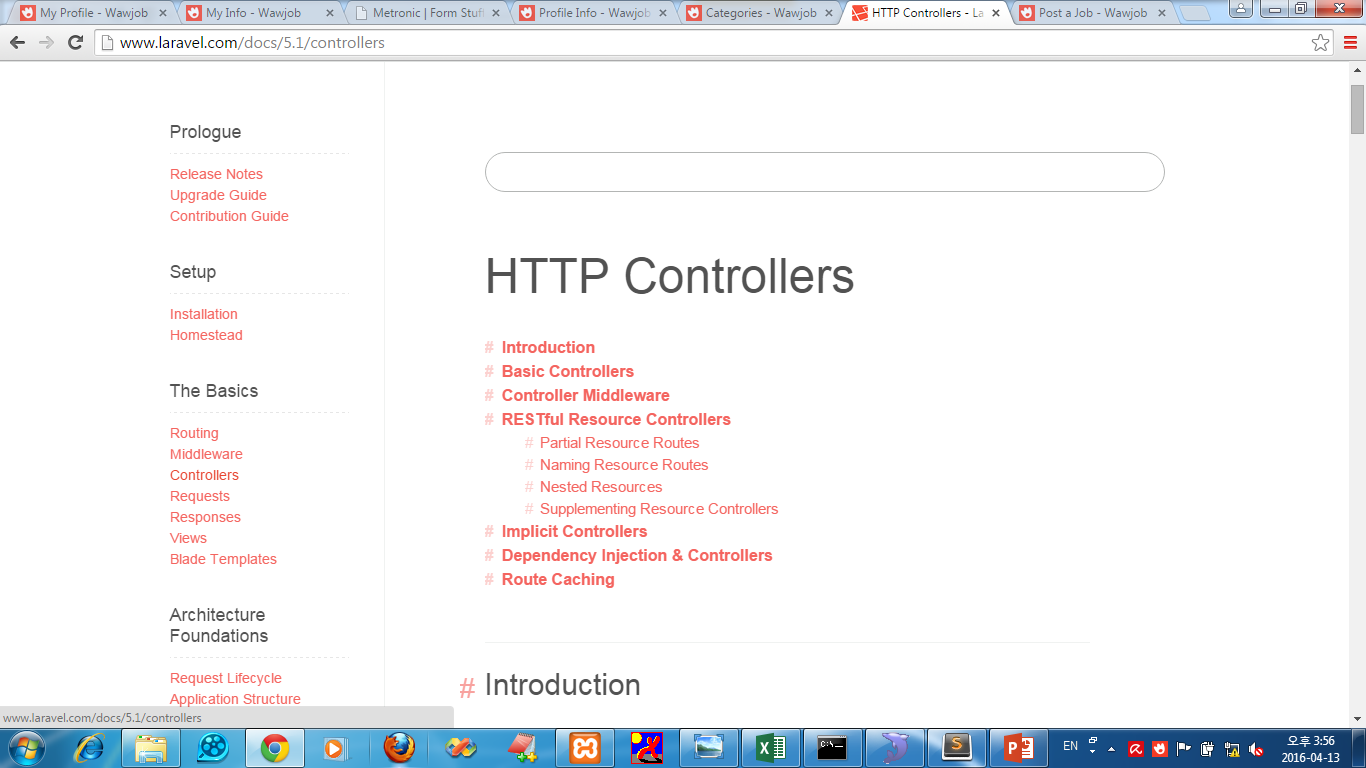 My Profile - Wawjob
My Info - Wawjob
Metronic | Form Stuff
Profile Info - Wawjob
Categories - Wawjob
HTTP Controllers - La
Post a Job - Wawjob
www.laravel.com/docs/5.1/controllers
Prologue
Release Notes
Upgrade Guide
Contribution Guide
Setup
Installation
Homestead
The Basics
Routing
Middleware
Controllers
Requests
Responses
Views
Blade Templates
Architecture
Foundations
Request Lifecycle
Application Structure
HTTP Controllers
# Introduction
# Basic Controllers
# Controller Middleware
# RESTful Resource Controllers
# Partial Resource Routes
# Naming Resource Routes
# Nested Resources
# Supplementing Resource Controllers
# Implicit Controllers
# Dependency Injection & Controllers
# Route Caching
# Introduction
www.laravel.com/docs/5.1/controllers
EN
오후 3:56
2016-04-13